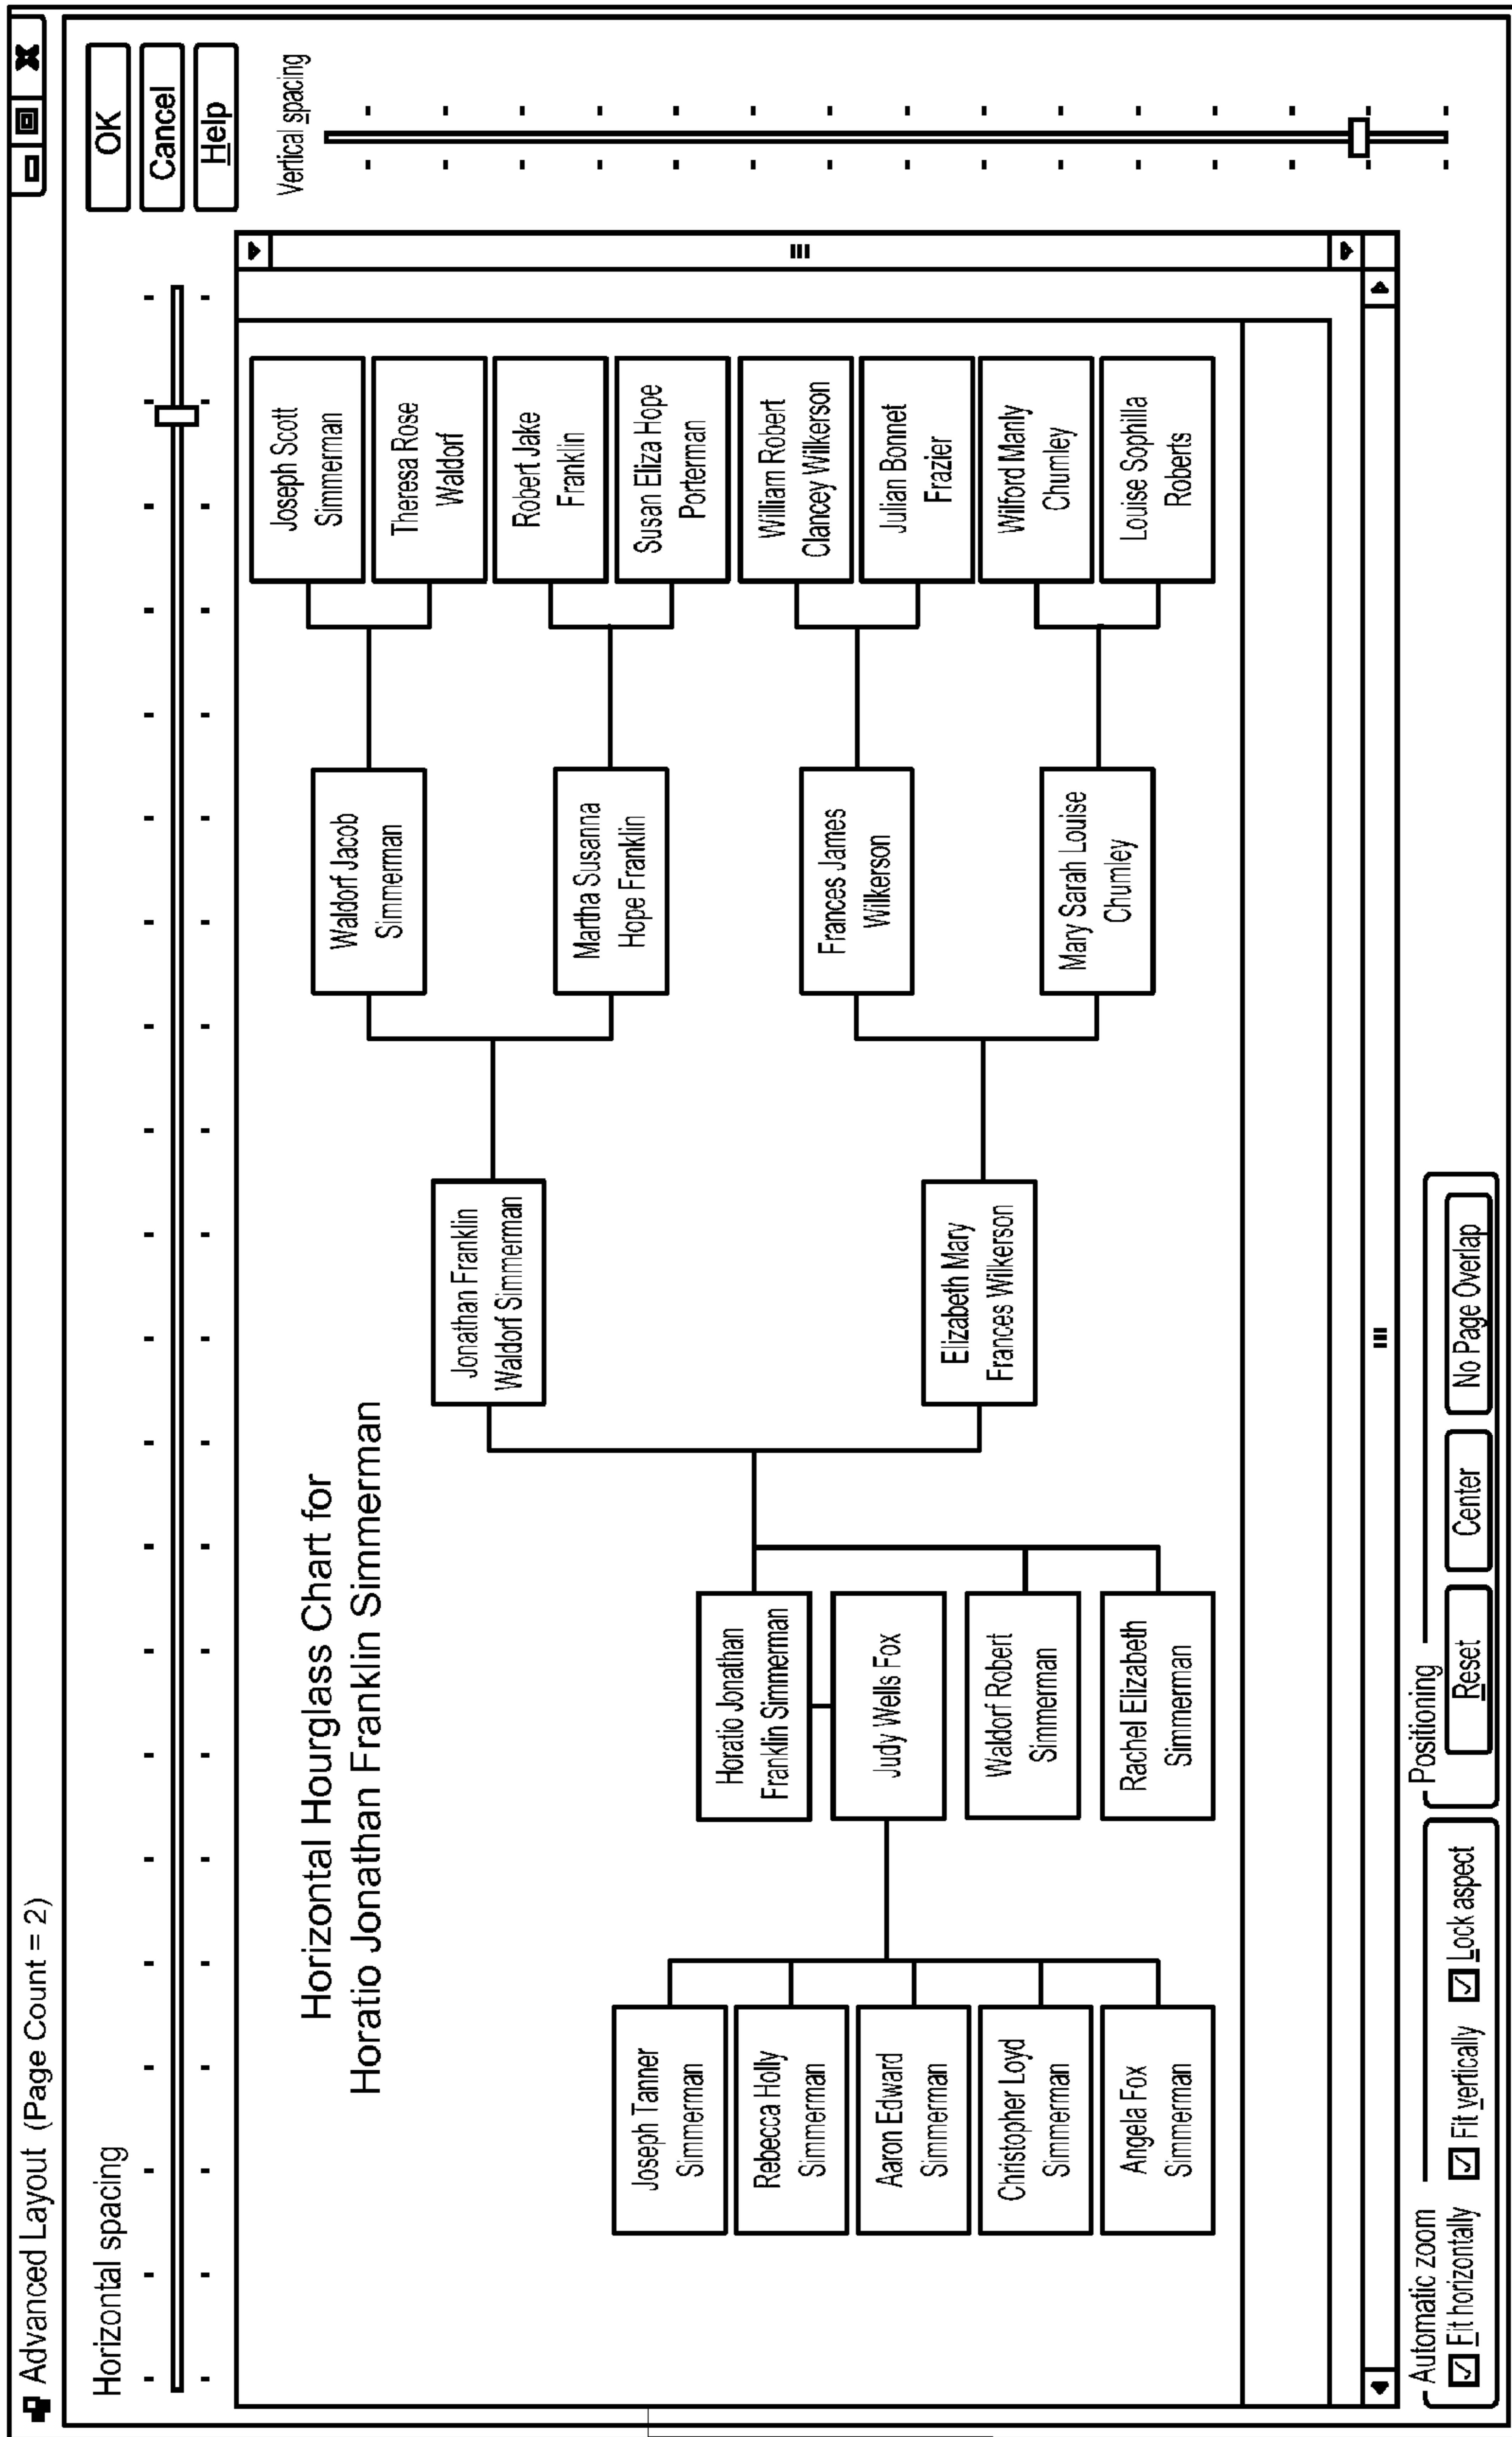 Advanced Layout (Page Count = 2)
Horizontal spacing
OK
Cancel
Help
Vertical spacing
Horizontal Hourglass Chart for
Horatio Jonathan Franklin Simmerman
Joseph Tanner
Simmerman
Rebecca Holly
Simmerman
Aaron Edward
Simmerman
Christopher Loyd
Simmerman
Angela Fox
Simmerman
Horatio Jonathan
Franklin Simmerman
Judy Wells Fox
Waldorf Robert
Simmerman
Rachel Elizabeth
Simmerman
Jonathan Franklin
Waldorf Simmerman
Elizabeth Mary
Frances Wilkerson
Waldorf Jacob
Simmerman
Martha Susanna
Hope Franklin
Frances James
Wilkerson
Mary Sarah Louise
Chumley
Joseph Scott
Simmerman
Theresa Rose
Waldorf
Robert Jake
Franklin
Susan Eliza Hope
Porterman
William Robert
Clancey Wilkerson
Julian Bonnet
Frazier
Wilford Manly
Chumley
Louise Sophilla
Roberts
Automatic zoom
Fit horizontally
Fit vertically
Lock aspect
Positioning
Reset
Center
No Page Overlap